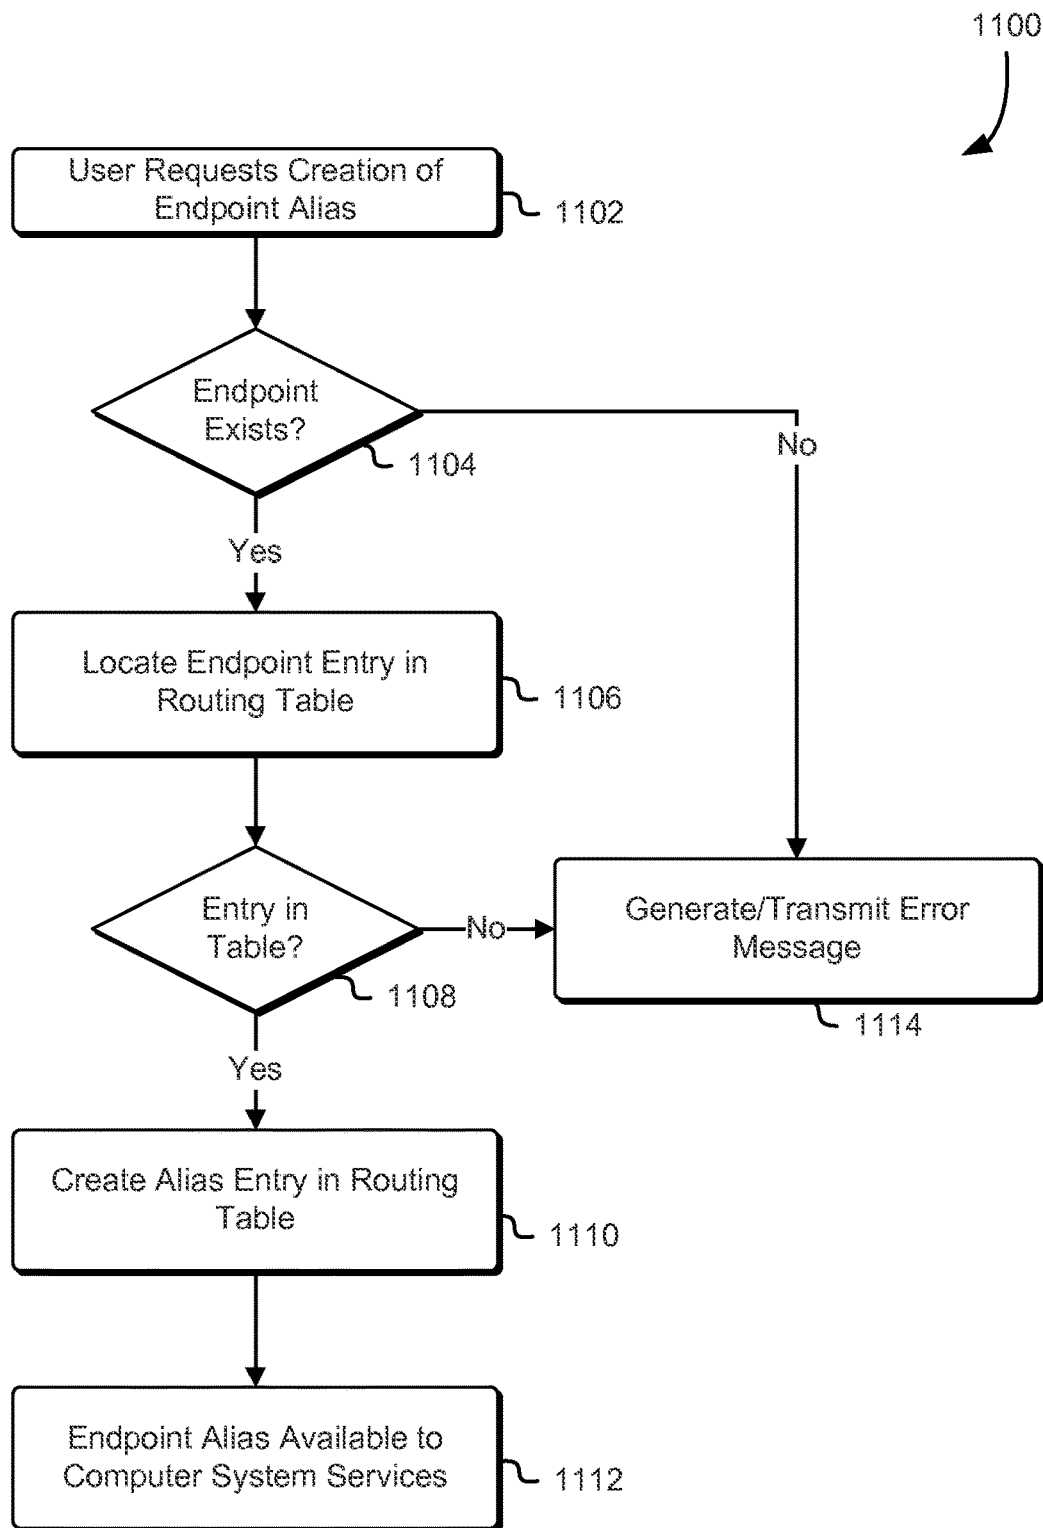 1100
User Requests Creation of
Endpoint Alias
1102
Endpoint
Exists?
1104
No
Yes
Locate Endpoint Entry in
Routing Table
1106
Entry in
Table?
1108
No
Generate/Transmit Error
Message
1114
Yes
Create Alias Entry in Routing
Table
1110
Endpoint Alias Available to
Computer System Services
1112